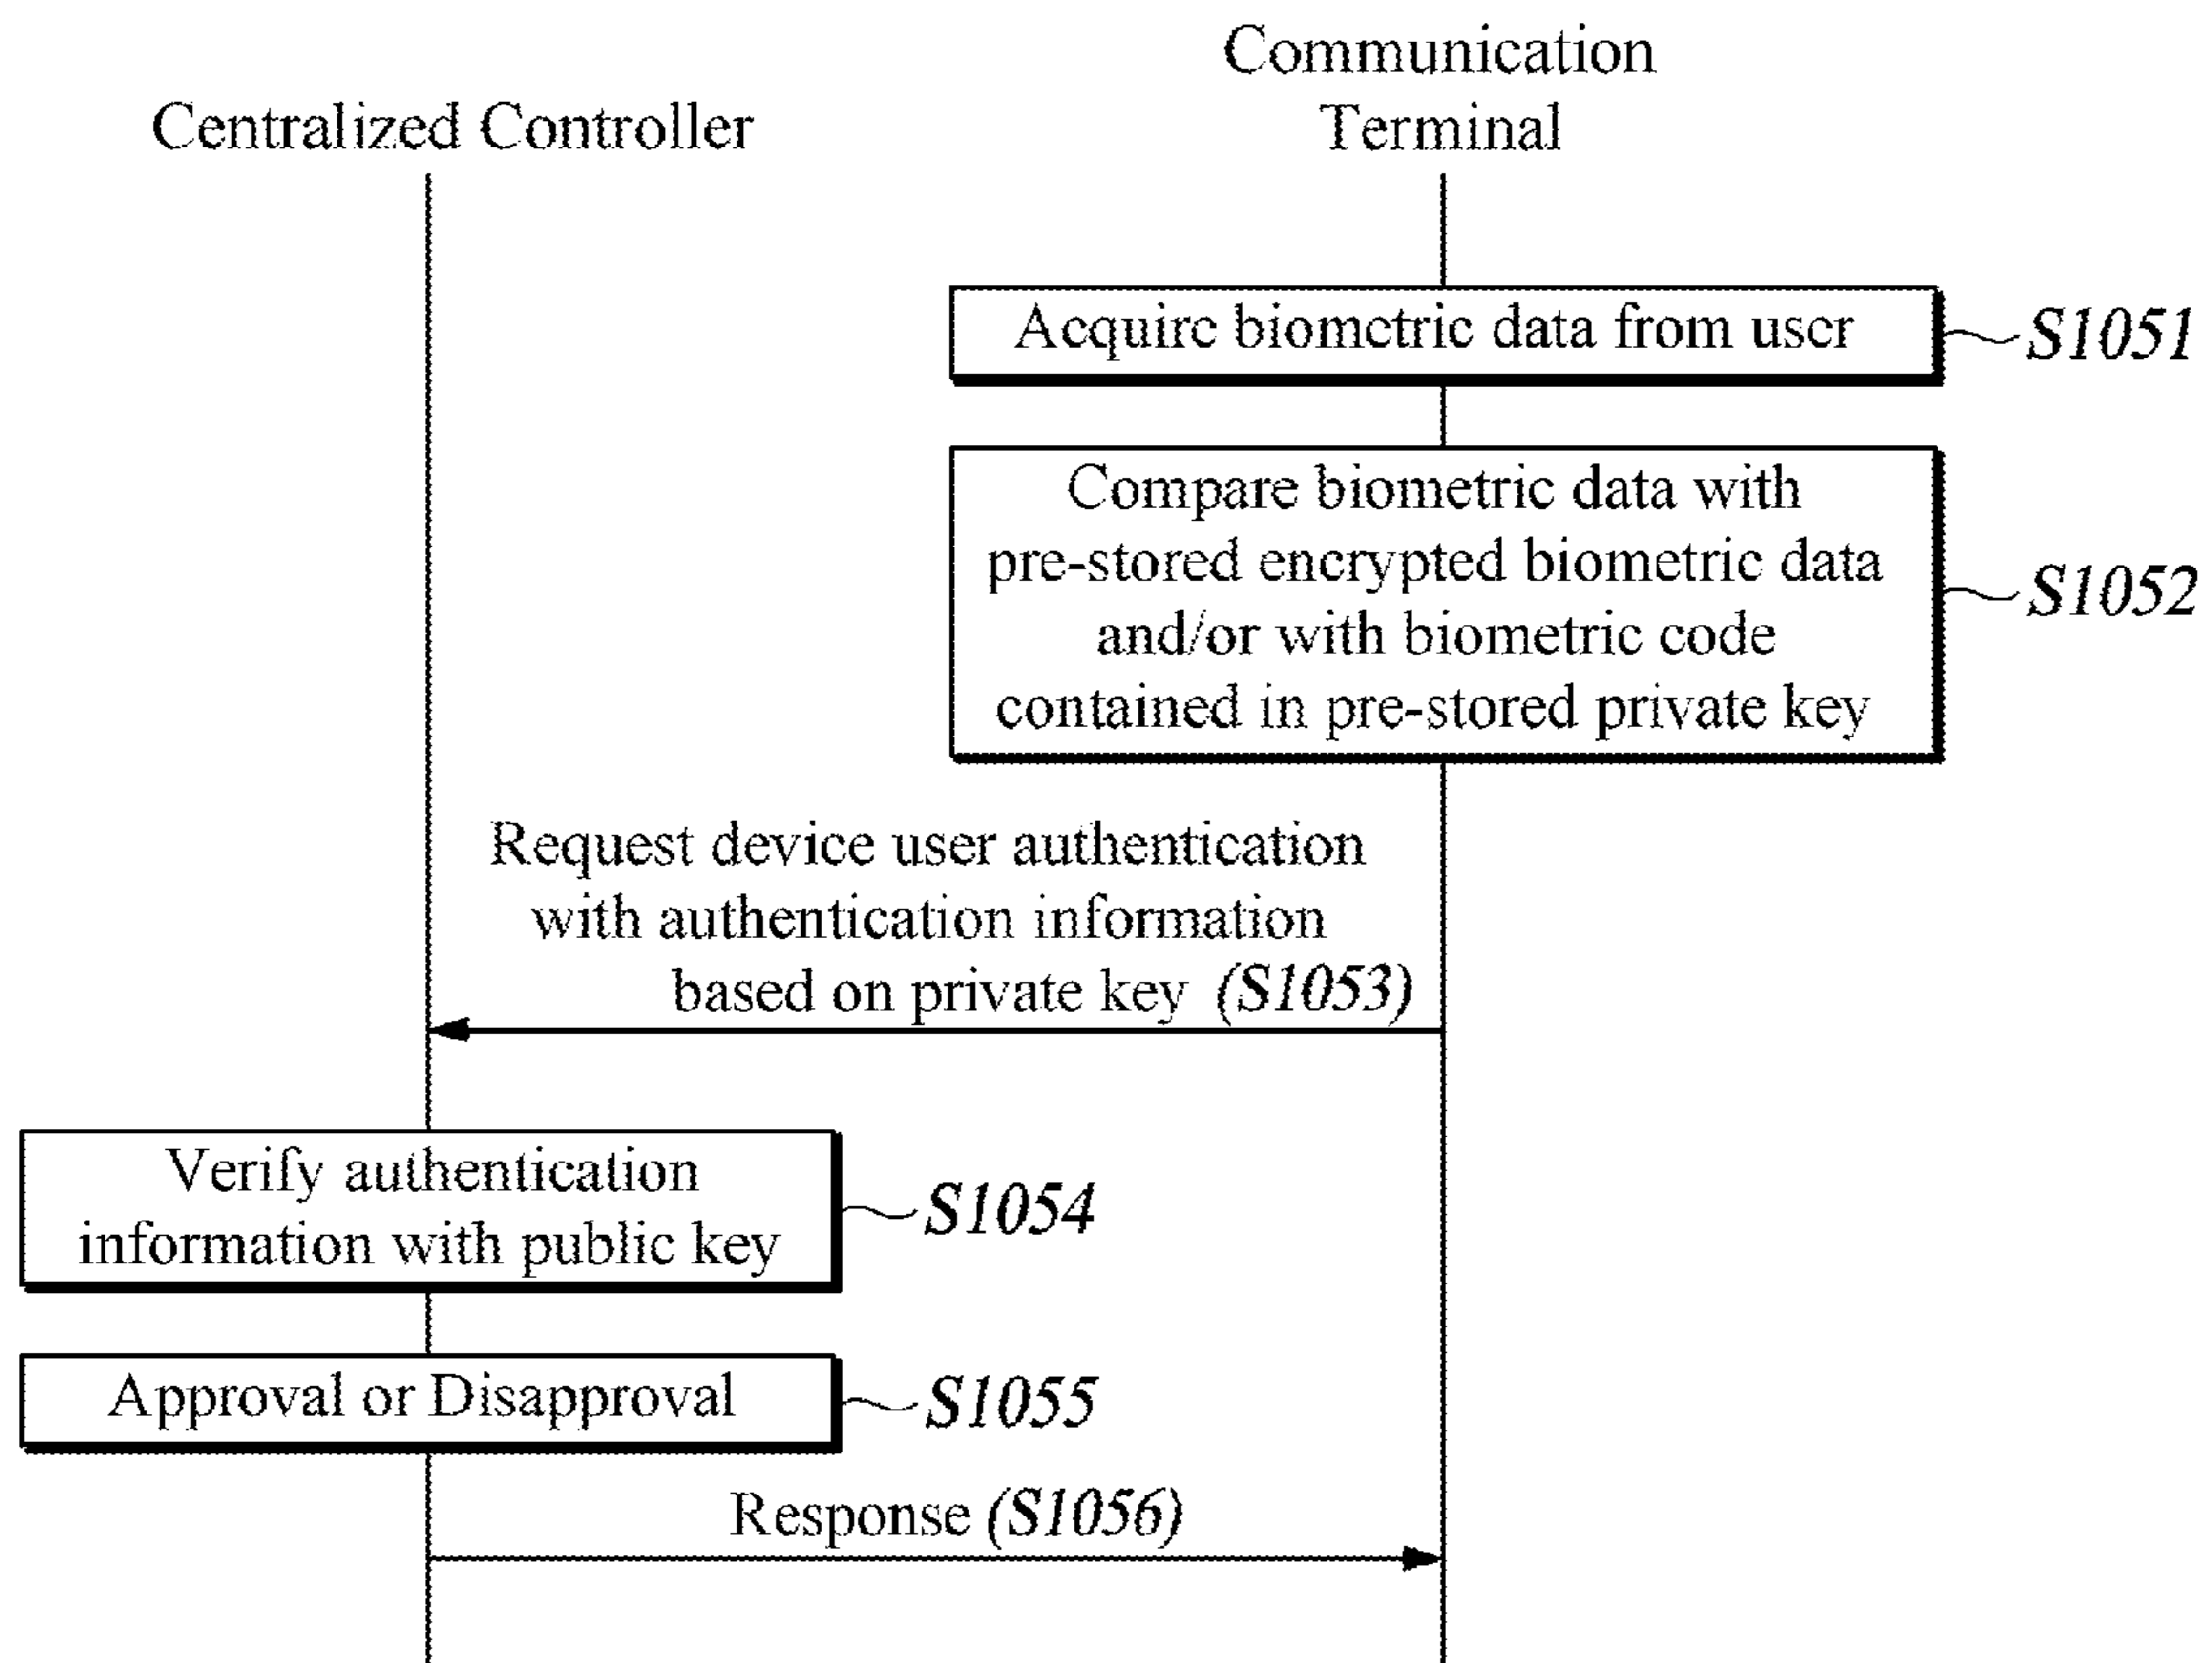 Communication
Terminal
Centralized Controller
Acquire biometric data from user
S1051
Compare biometric data with
pre-stored encrypted biometric data
and/or with biometric code
contained in pre-stored private key
S1052
Request device user authentication
with authentication information
based on private key (S1053)
Verify authentication
information with public key
S1054
Approval or Disapproval
S1055
Response (S1056)